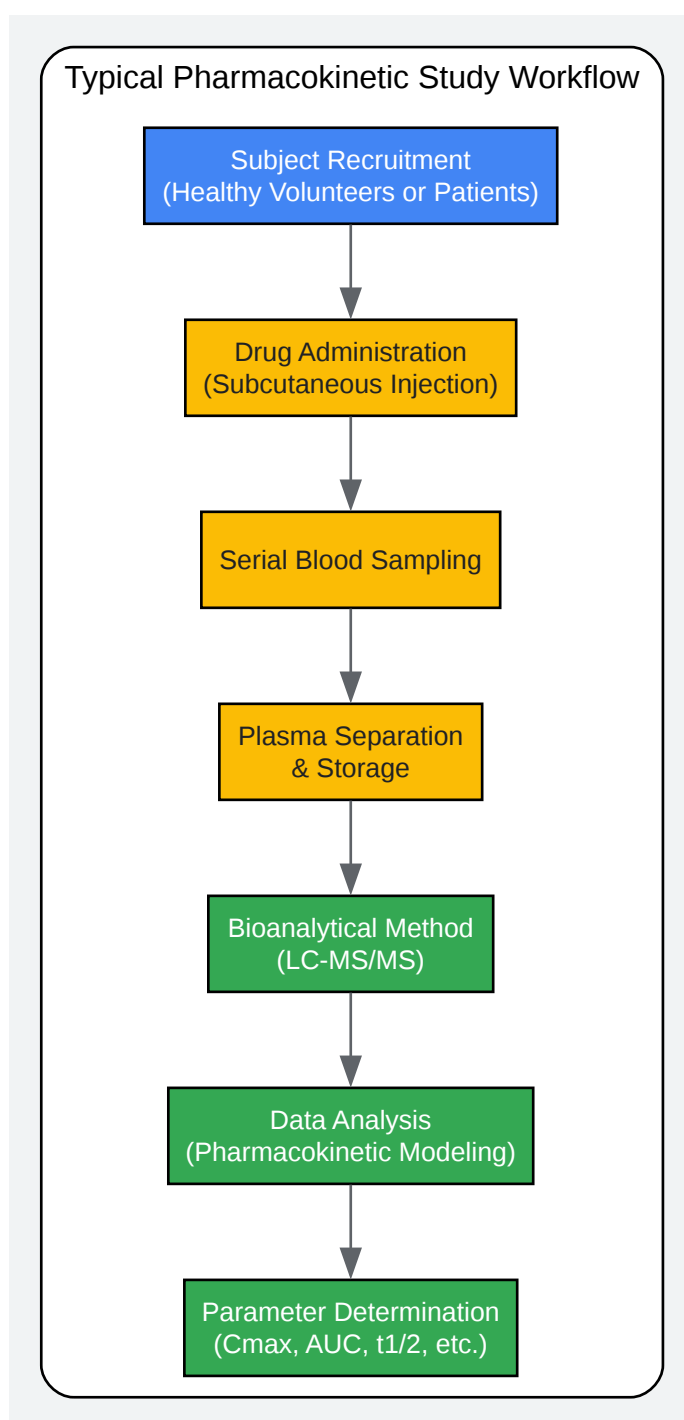 Typical Pharmacokinetic Study Workflow
Subject Recruitment
(Healthy Volunteers or Patients)
Drug Administration
(Subcutaneous Injection)
Serial Blood Sampling
Plasma Separation
& Storage
Bioanalytical Method
(LC-MS/MS)
Data Analysis
(Pharmacokinetic Modeling)
Parameter Determination
(Cmax, AUC, t1/2, etc.)